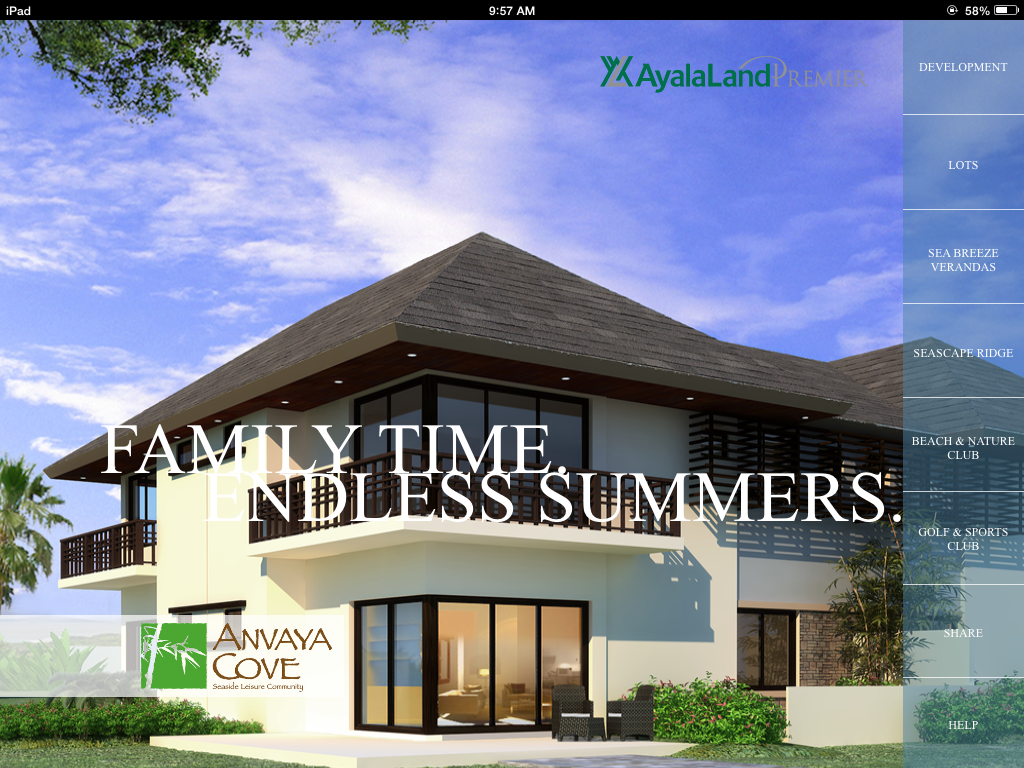 iPad
9:57 AM
58%
AyalaLand PREMIER
DEVELOPMENT
LOTS
SEA BREEZE
VERANDAS
SEASCAPE RIDGE
BEACH & NATURE
CLUB
GOLF & SPORTS
CLUB
SHARE
HELP
FAMILY TIME.
ENDLESS SUMMERS.
ANVAYA
COVE
Seaside Leisure Community